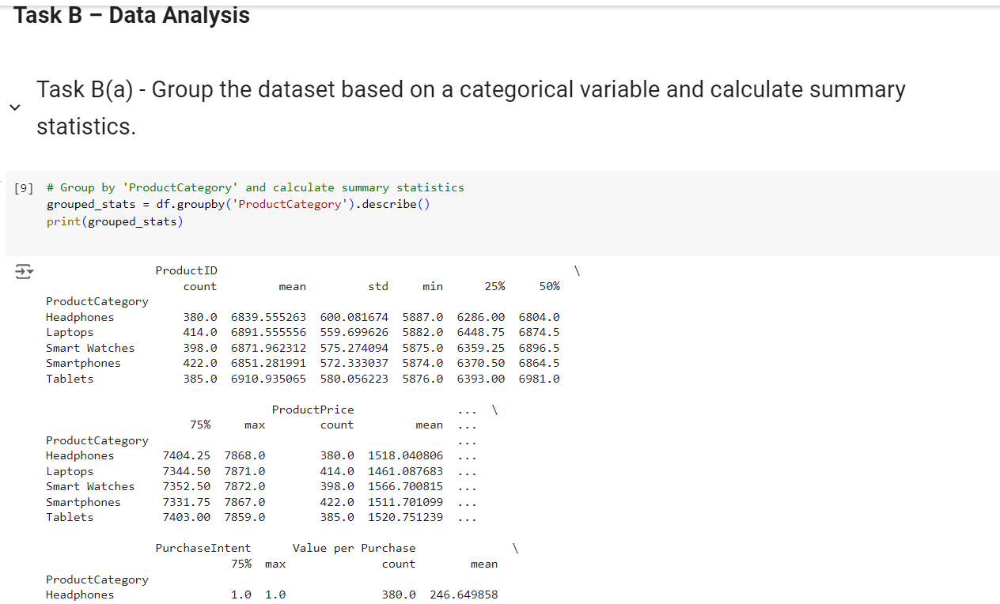 Task B – Data Analysis
Task B(a) - Group the dataset based on a categorical variable and calculate summary
statistics.
[9] # Group by 'ProductCategory' and calculate summary statistics
grouped_stats = df.groupby('ProductCategory').describe()
print(grouped_stats)
ProductID \
count mean std min 25% 50%
ProductCategory
Headphones 380.0 6839.555263 600.081674 5887.0 6286.00 6804.0
Laptops 414.0 6891.555556 559.699626 5882.0 6448.75 6874.5
Smart Watches 398.0 6871.962312 575.274094 5875.0 6359.25 6896.5
Smartphones 422.0 6851.281991 572.333037 5874.0 6370.50 6864.5
Tablets 385.0 6910.935065 580.056223 5876.0 6393.00 6981.0
ProductPrice ... \
75% max count mean ...
ProductCategory ...
Headphones 7404.25 7868.0 380.0 1518.040806 ...
Laptops 7344.50 7871.0 414.0 1461.087683 ...
Smart Watches 7352.50 7872.0 398.0 1566.700815 ...
Smartphones 7331.75 7867.0 422.0 1511.701099 ...
Tablets 7403.00 7859.0 385.0 1520.751239 ...
PurchaseIntent Value per Purchase \
75% max count mean
ProductCategory
Headphones 1.0 1.0 380.0 246.649858